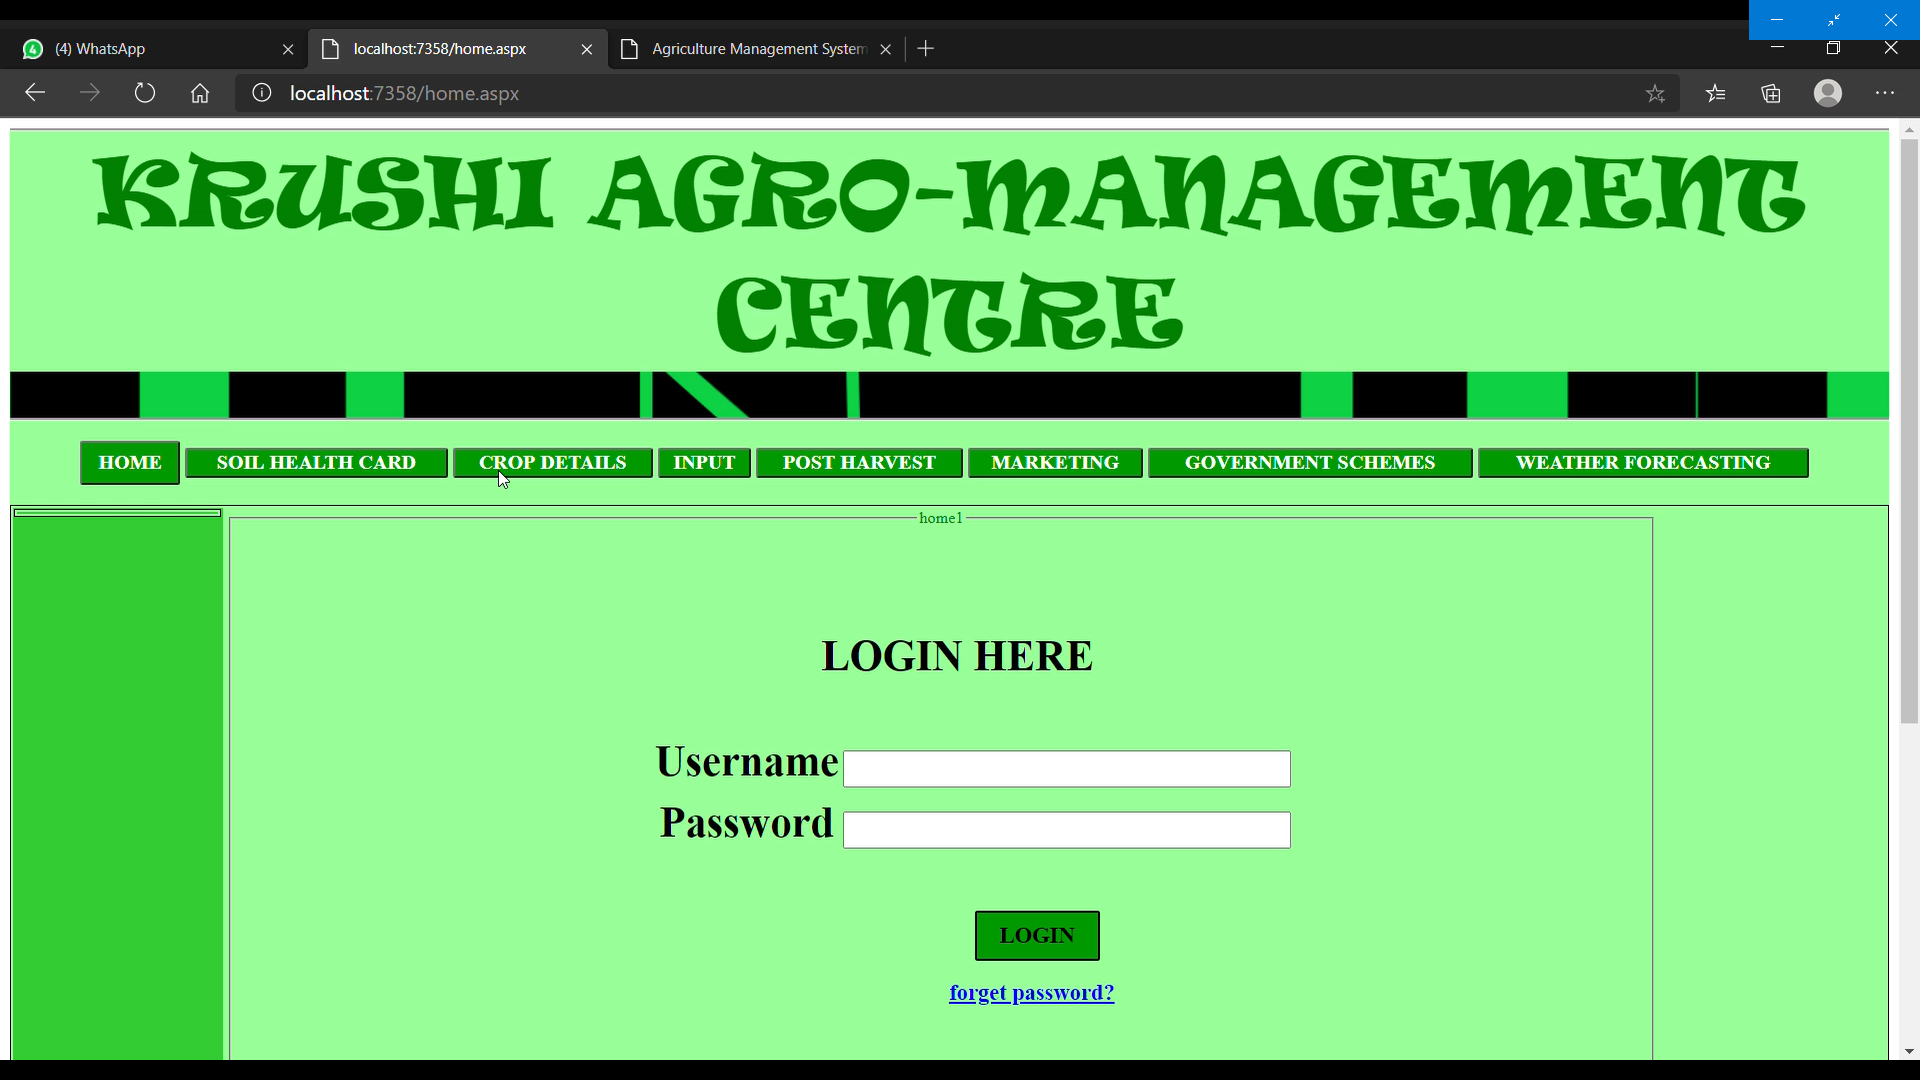 (4) WhatsApp
localhost:7358/home.aspx
Agriculture Management System
localhost:7358/home.aspx
KRUSHI AGRO-MANAGEMENT
CENTRE
HOME SOIL HEALTH CARD CROP DETAILS INPUT POST HARVEST MARKETING GOVERNMENT SCHEMES WEATHER FORECASTING
home1
LOGIN HERE
Username
Password
LOGIN
forget password?